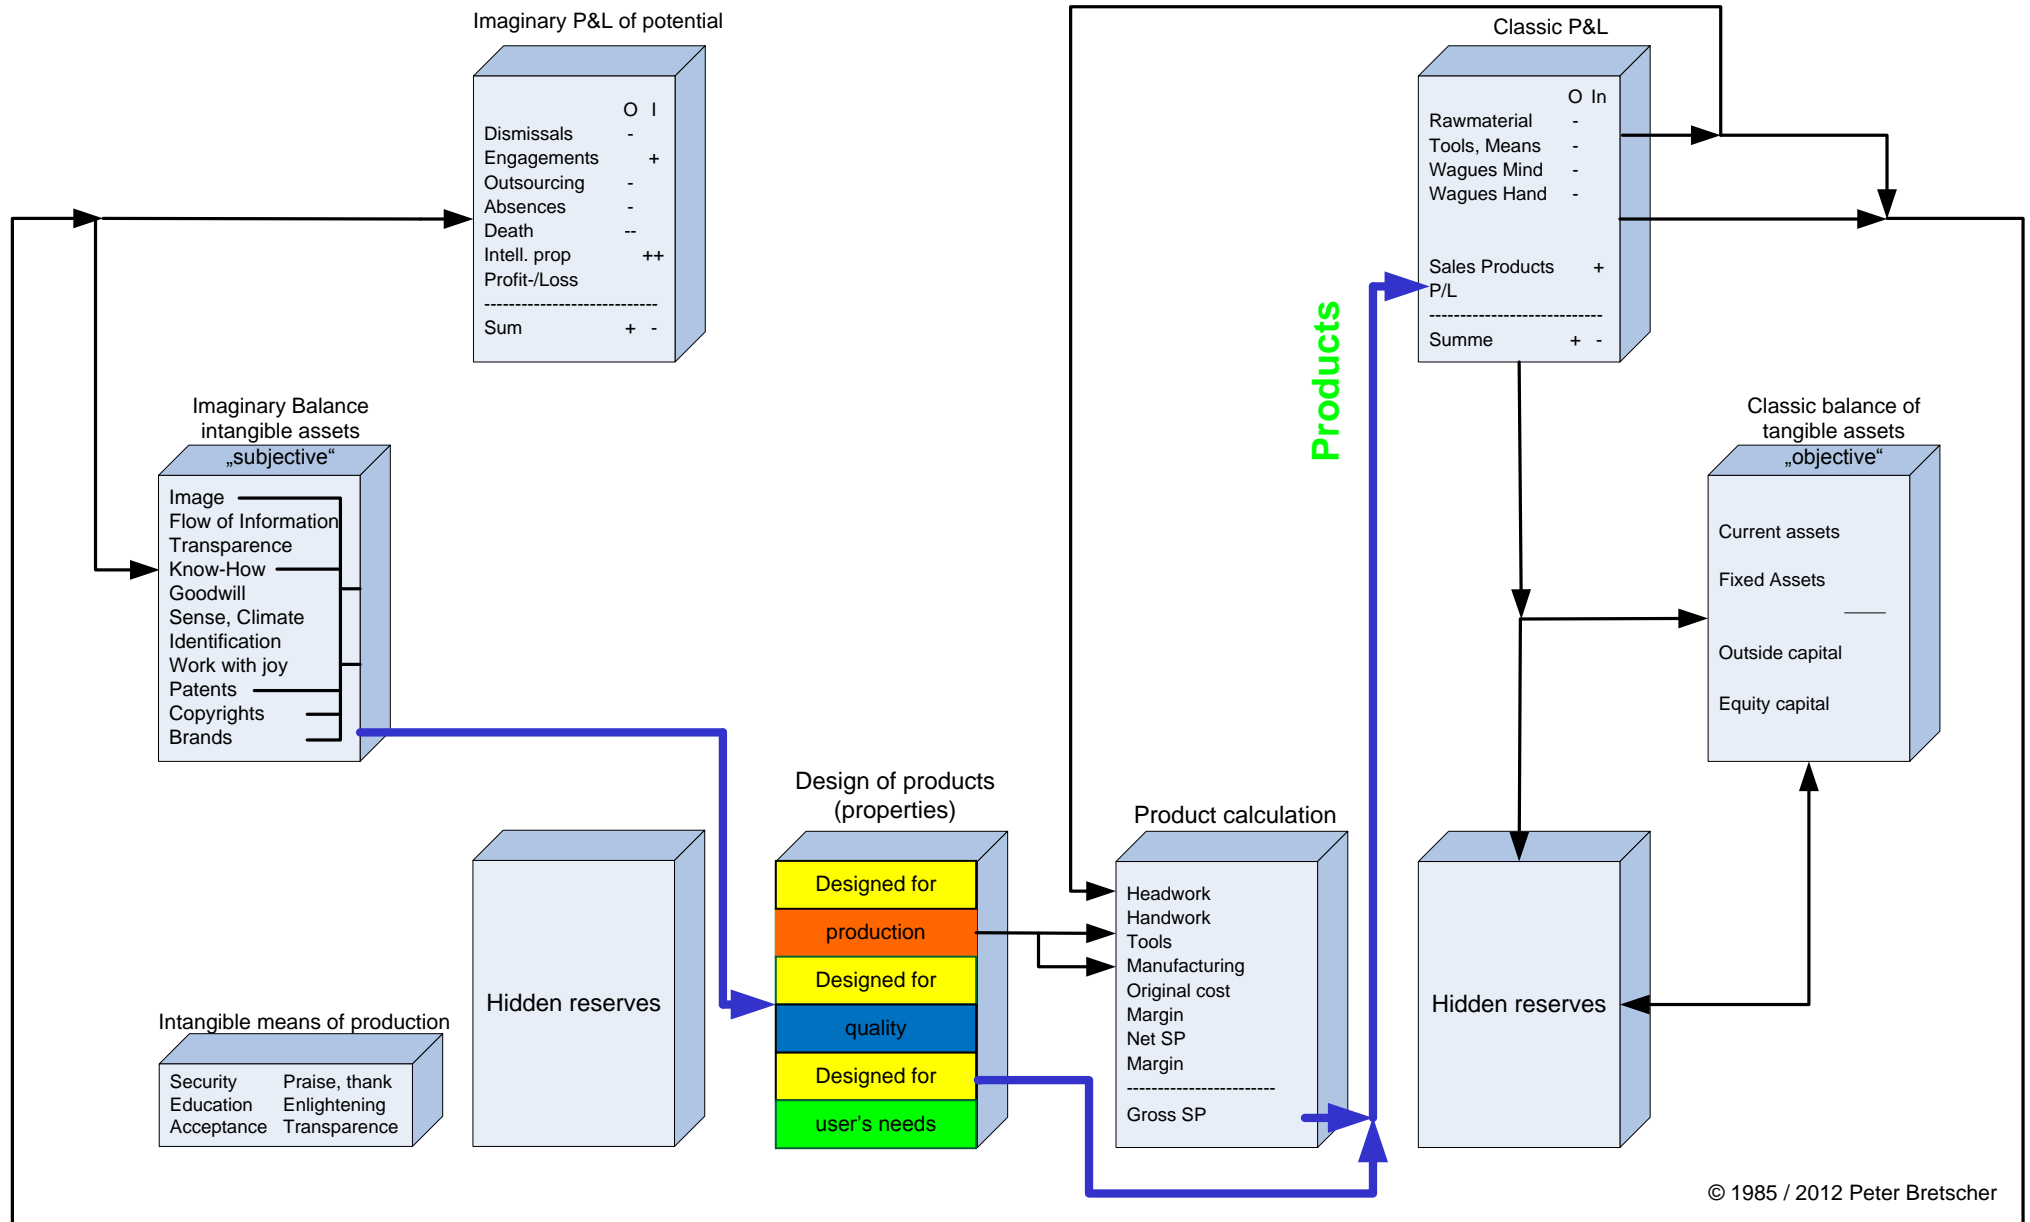 Imaginary P&L of potential
O I
Dismissals -
Engagements +
Outsourcing -
Absences -
Death --
Intell. prop ++
Profit-/Loss
----------------------------
Sum + -
Classic P&L
O In
Rawmaterial -
Tools, Means -
Wagues Mind -
Wagues Hand -
Sales Products +
P/L
----------------------------
Summe + -
Products
Imaginary Balance
intangible assets
„subjective“
Image
Flow of Information
Transparence
Know-How
Goodwill
Sense, Climate
Identification
Work with joy
Patents
Copyrights
Brands
Classic balance of
tangible assets
„objective“
Current assets
Fixed Assets
Outside capital
Equity capital
Intangible means of production
Security Praise, thank
Education Enlightening
Acceptance Transparence
Hidden reserves
Design of products
(properties)
Designed for
production
Designed for
quality
Designed for
user's needs
Product calculation
Headwork
Handwork
Tools
Manufacturing
Original cost
Margin
Net SP
Margin
------------------------
Gross SP
Hidden reserves
© 1985 / 2012 Peter Bretscher